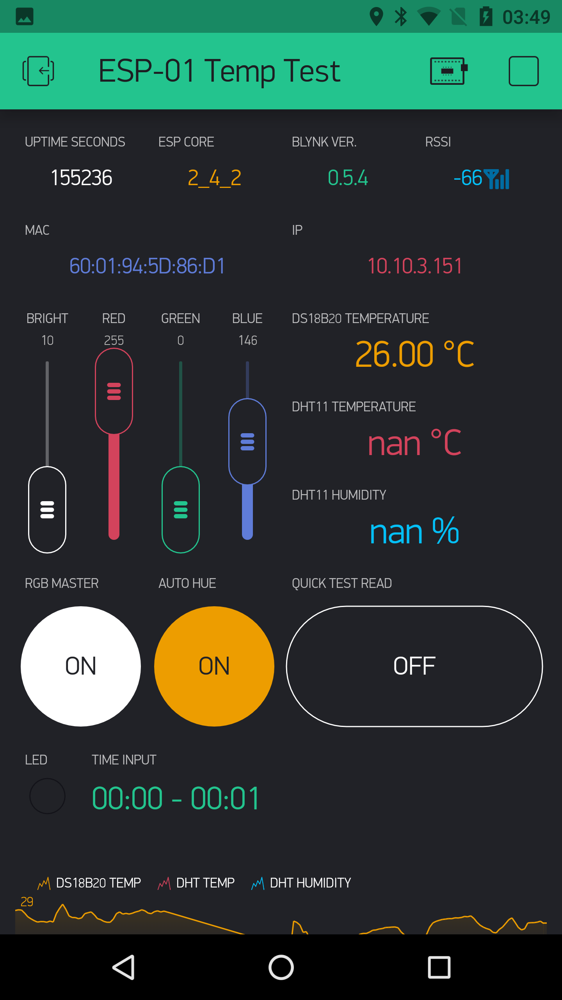 03:49
ESP-01 Temp Test
UPTIME SECONDS ESP CORE BLYNK VER. RSSI
155236 2_4_2 0.5.4 -66
MAC IP
60:01:94:5D:86:D1 10.10.3.151
BRIGHT RED GREEN BLUE DS18B20 TEMPERATURE
10 255 0 146
26.00 °C
DHT11 TEMPERATURE
nan °C
DHT11 HUMIDITY
nan %
RGB MASTER AUTO HUE QUICK TEST READ
ON ON OFF
LED TIME INPUT
00:00 - 00:01
DS18B20 TEMP DHT TEMP DHT HUMIDITY
29